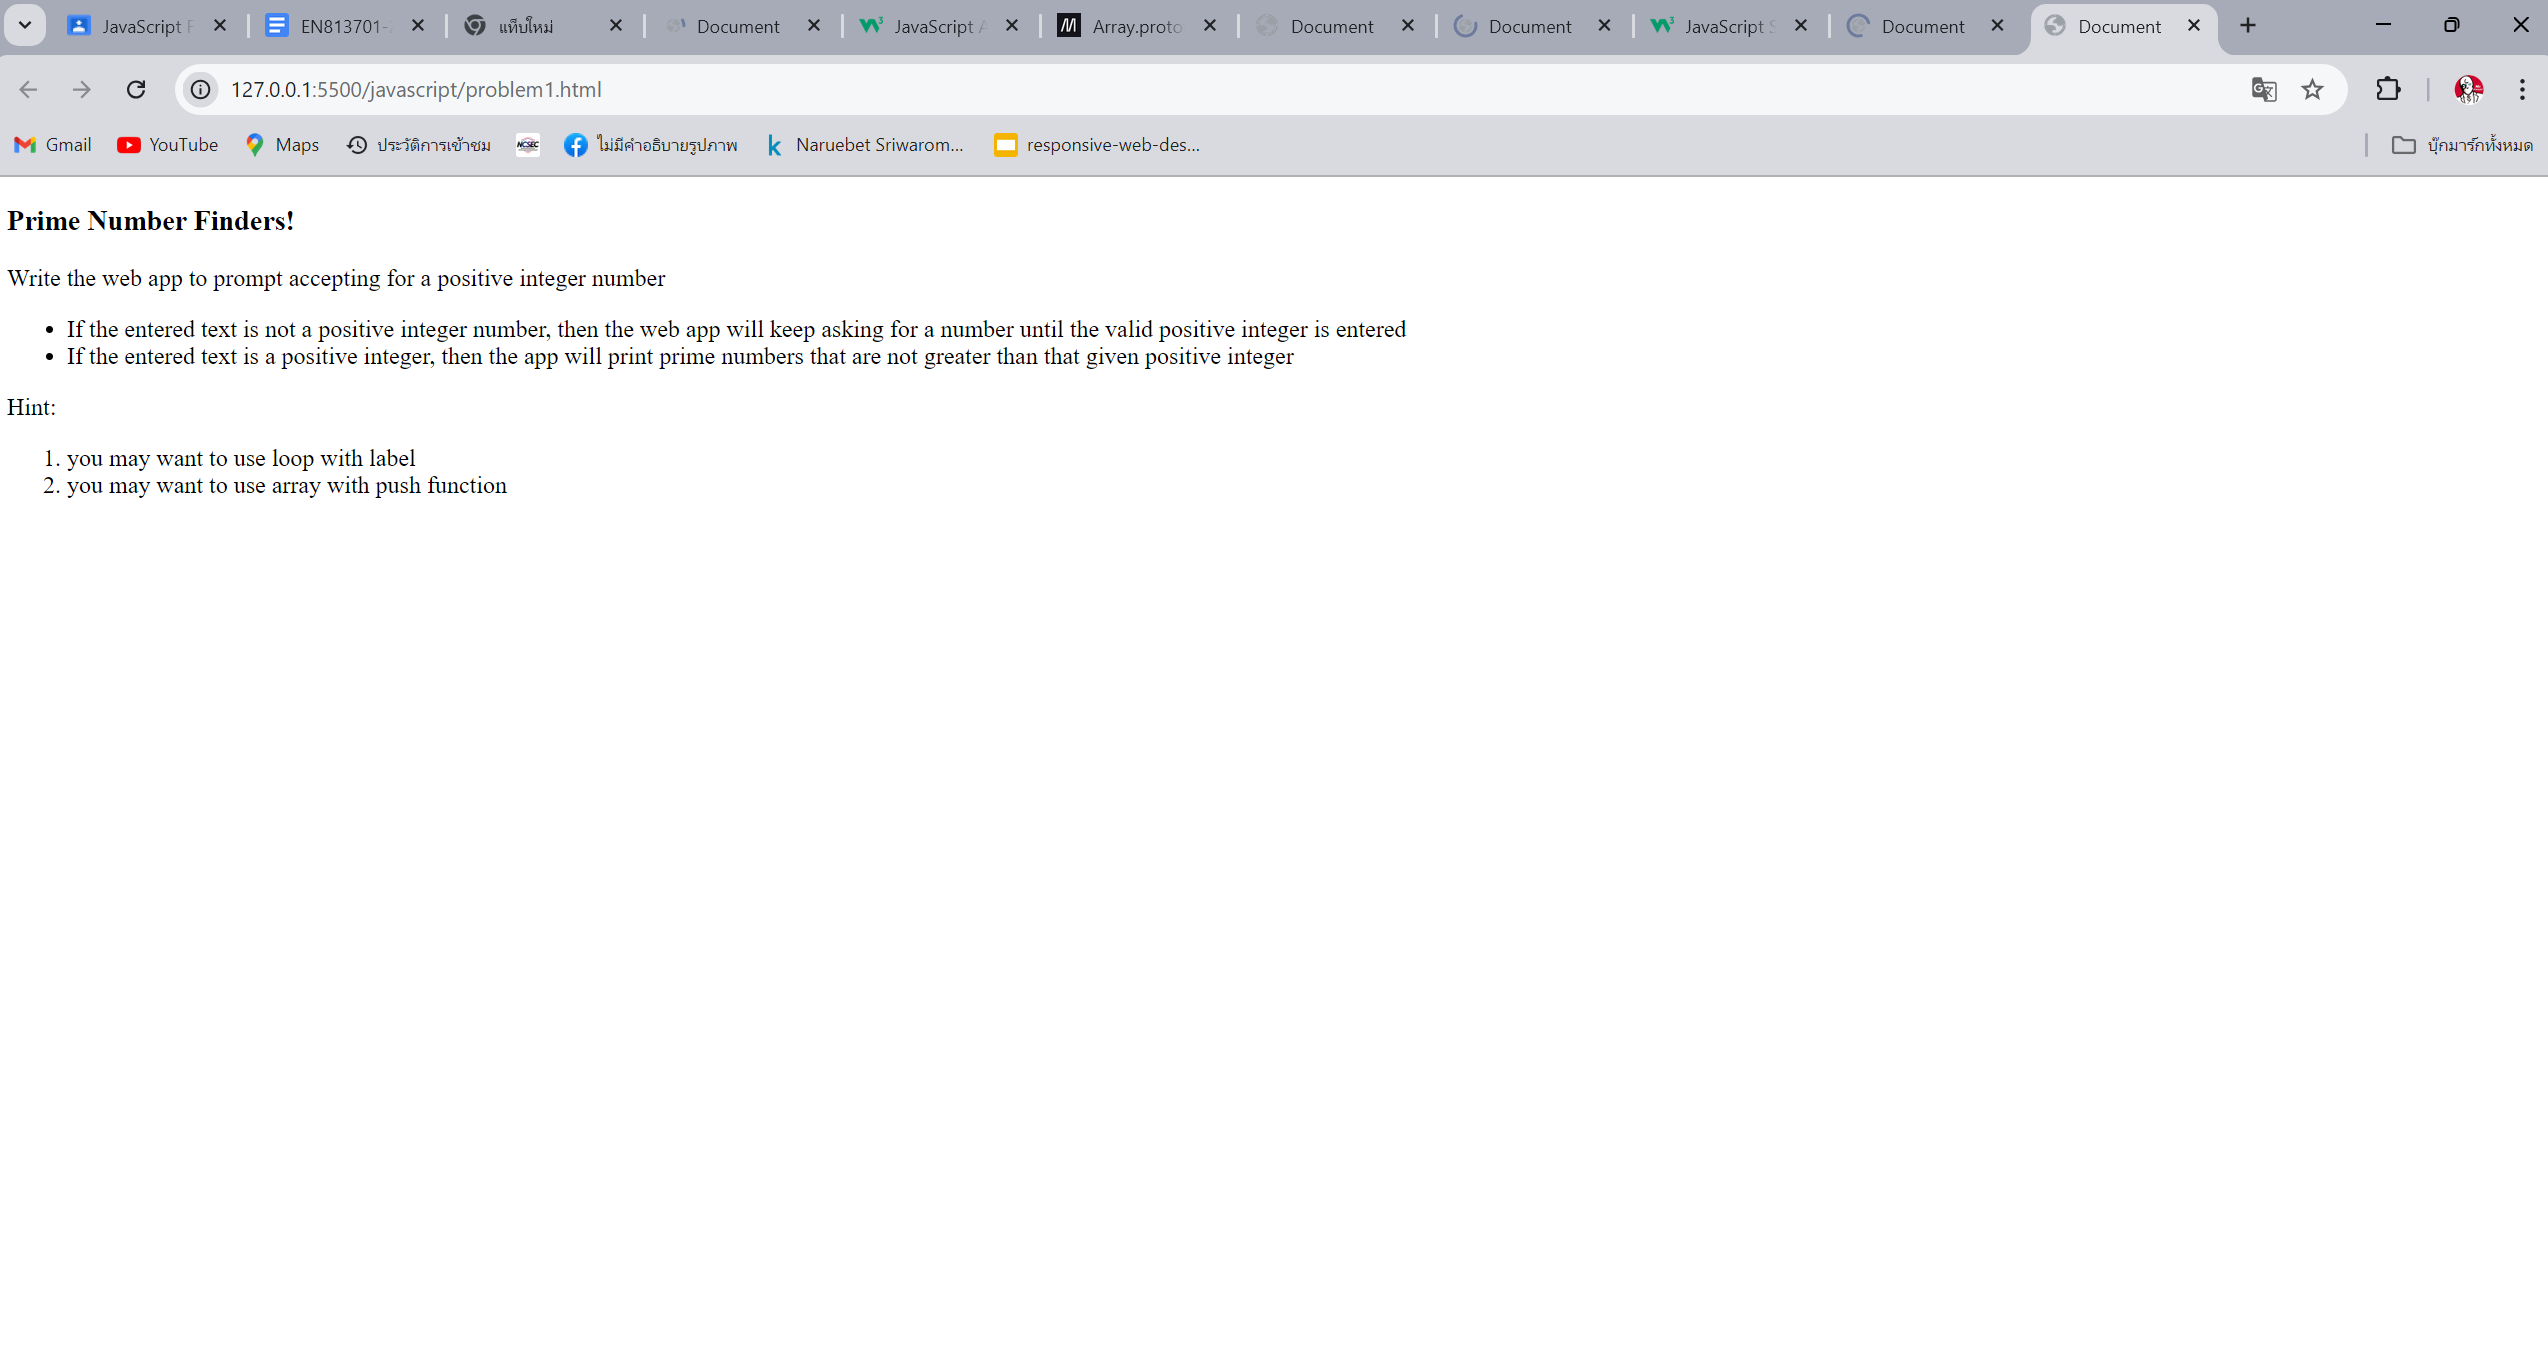 JavaScript F
EN813701-
แท็บใหม่
Document
JavaScript A
Array.proto
Document
Document
JavaScript S
Document
Document
127.0.0.1:5500/javascript/problem1.html
Gmail
YouTube
Maps
ประวัติการเข้าชม
NCSEC
ไม่มีคำอธิบายรูปภาพ
k Naruebet Sriwarom...
responsive-web-des...
บุ๊กมาร์กทั้งหมด
Prime Number Finders!
Write the web app to prompt accepting for a positive integer number
• If the entered text is not a positive integer number, then the web app will keep asking for a number until the valid positive integer is entered
• If the entered text is a positive integer, then the app will print prime numbers that are not greater than that given positive integer
Hint:
1. you may want to use loop with label
2. you may want to use array with push function